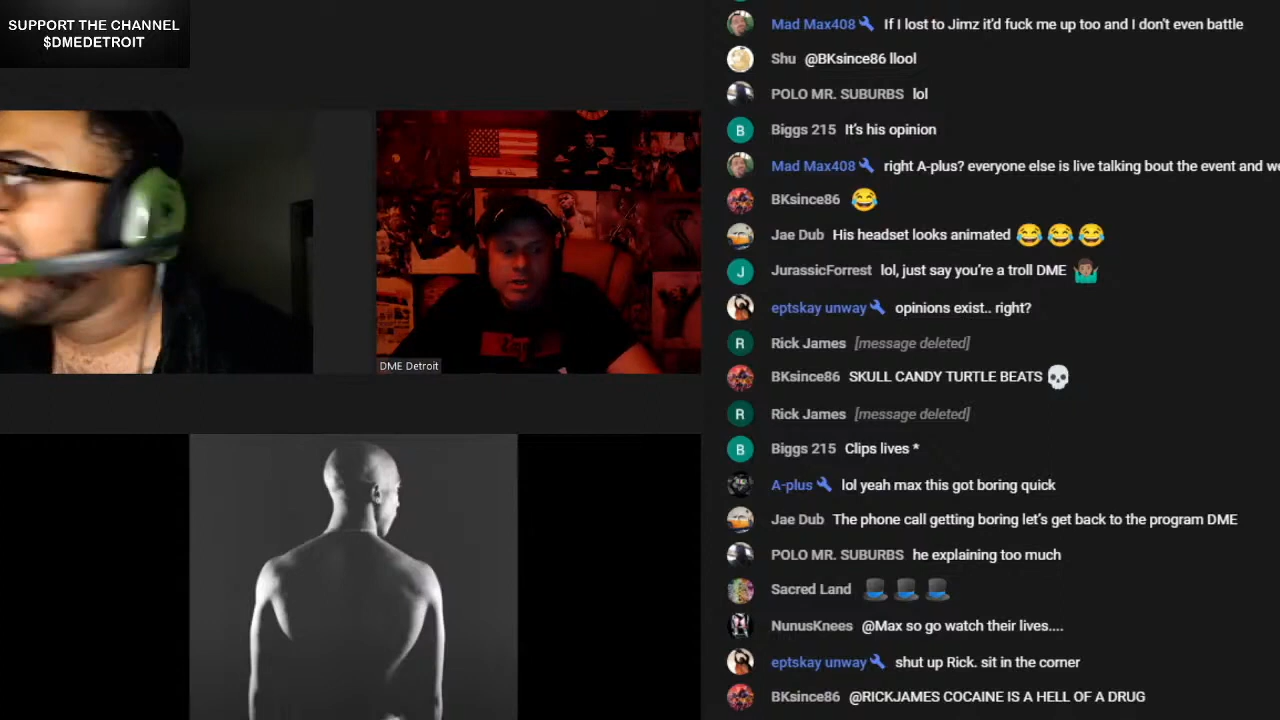 SUPPORT THE CHANNEL
$DMEDETROIT
DME Detroit
Mad Max408 If I lost to Jimz it'd fuck me up too and I don't even battle
Shu @BKsince86 llool
POLO MR. SUBURBS lol
B Biggs 215 It's his opinion
Mad Max408 right A-plus? everyone else is live talking bout the event and we
BKsince86 😂
Jae Dub His headset looks animated 😂 😂 😂
J JurassicForrest lol, just say you're a troll DME 🤷🏾‍♂️
eptskay unway opinions exist.. right?
R Rick James [message deleted]
BKsince86 SKULL CANDY TURTLE BEATS 💀
R Rick James [message deleted]
B Biggs 215 Clips lives *
A-plus lol yeah max this got boring quick
Jae Dub The phone call getting boring let's get back to the program DME
POLO MR. SUBURBS he explaining too much
Sacred Land 🎩 🎩 🎩
NunusKnees @Max so go watch their lives....
eptskay unway shut up Rick. sit in the corner
BKsince86 @RICKJAMES COCAINE IS A HELL OF A DRUG